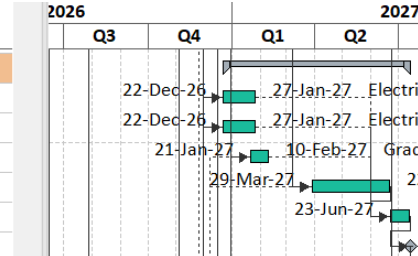 2026 2027
Q3 Q4 Q1 Q2
22-Dec-26 27-Jan-27 Electri
22-Dec-26 27-Jan-27 Electri
21-Jan-27 10-Feb-27 Grad
29-Mar-27 2
23-Jun-27